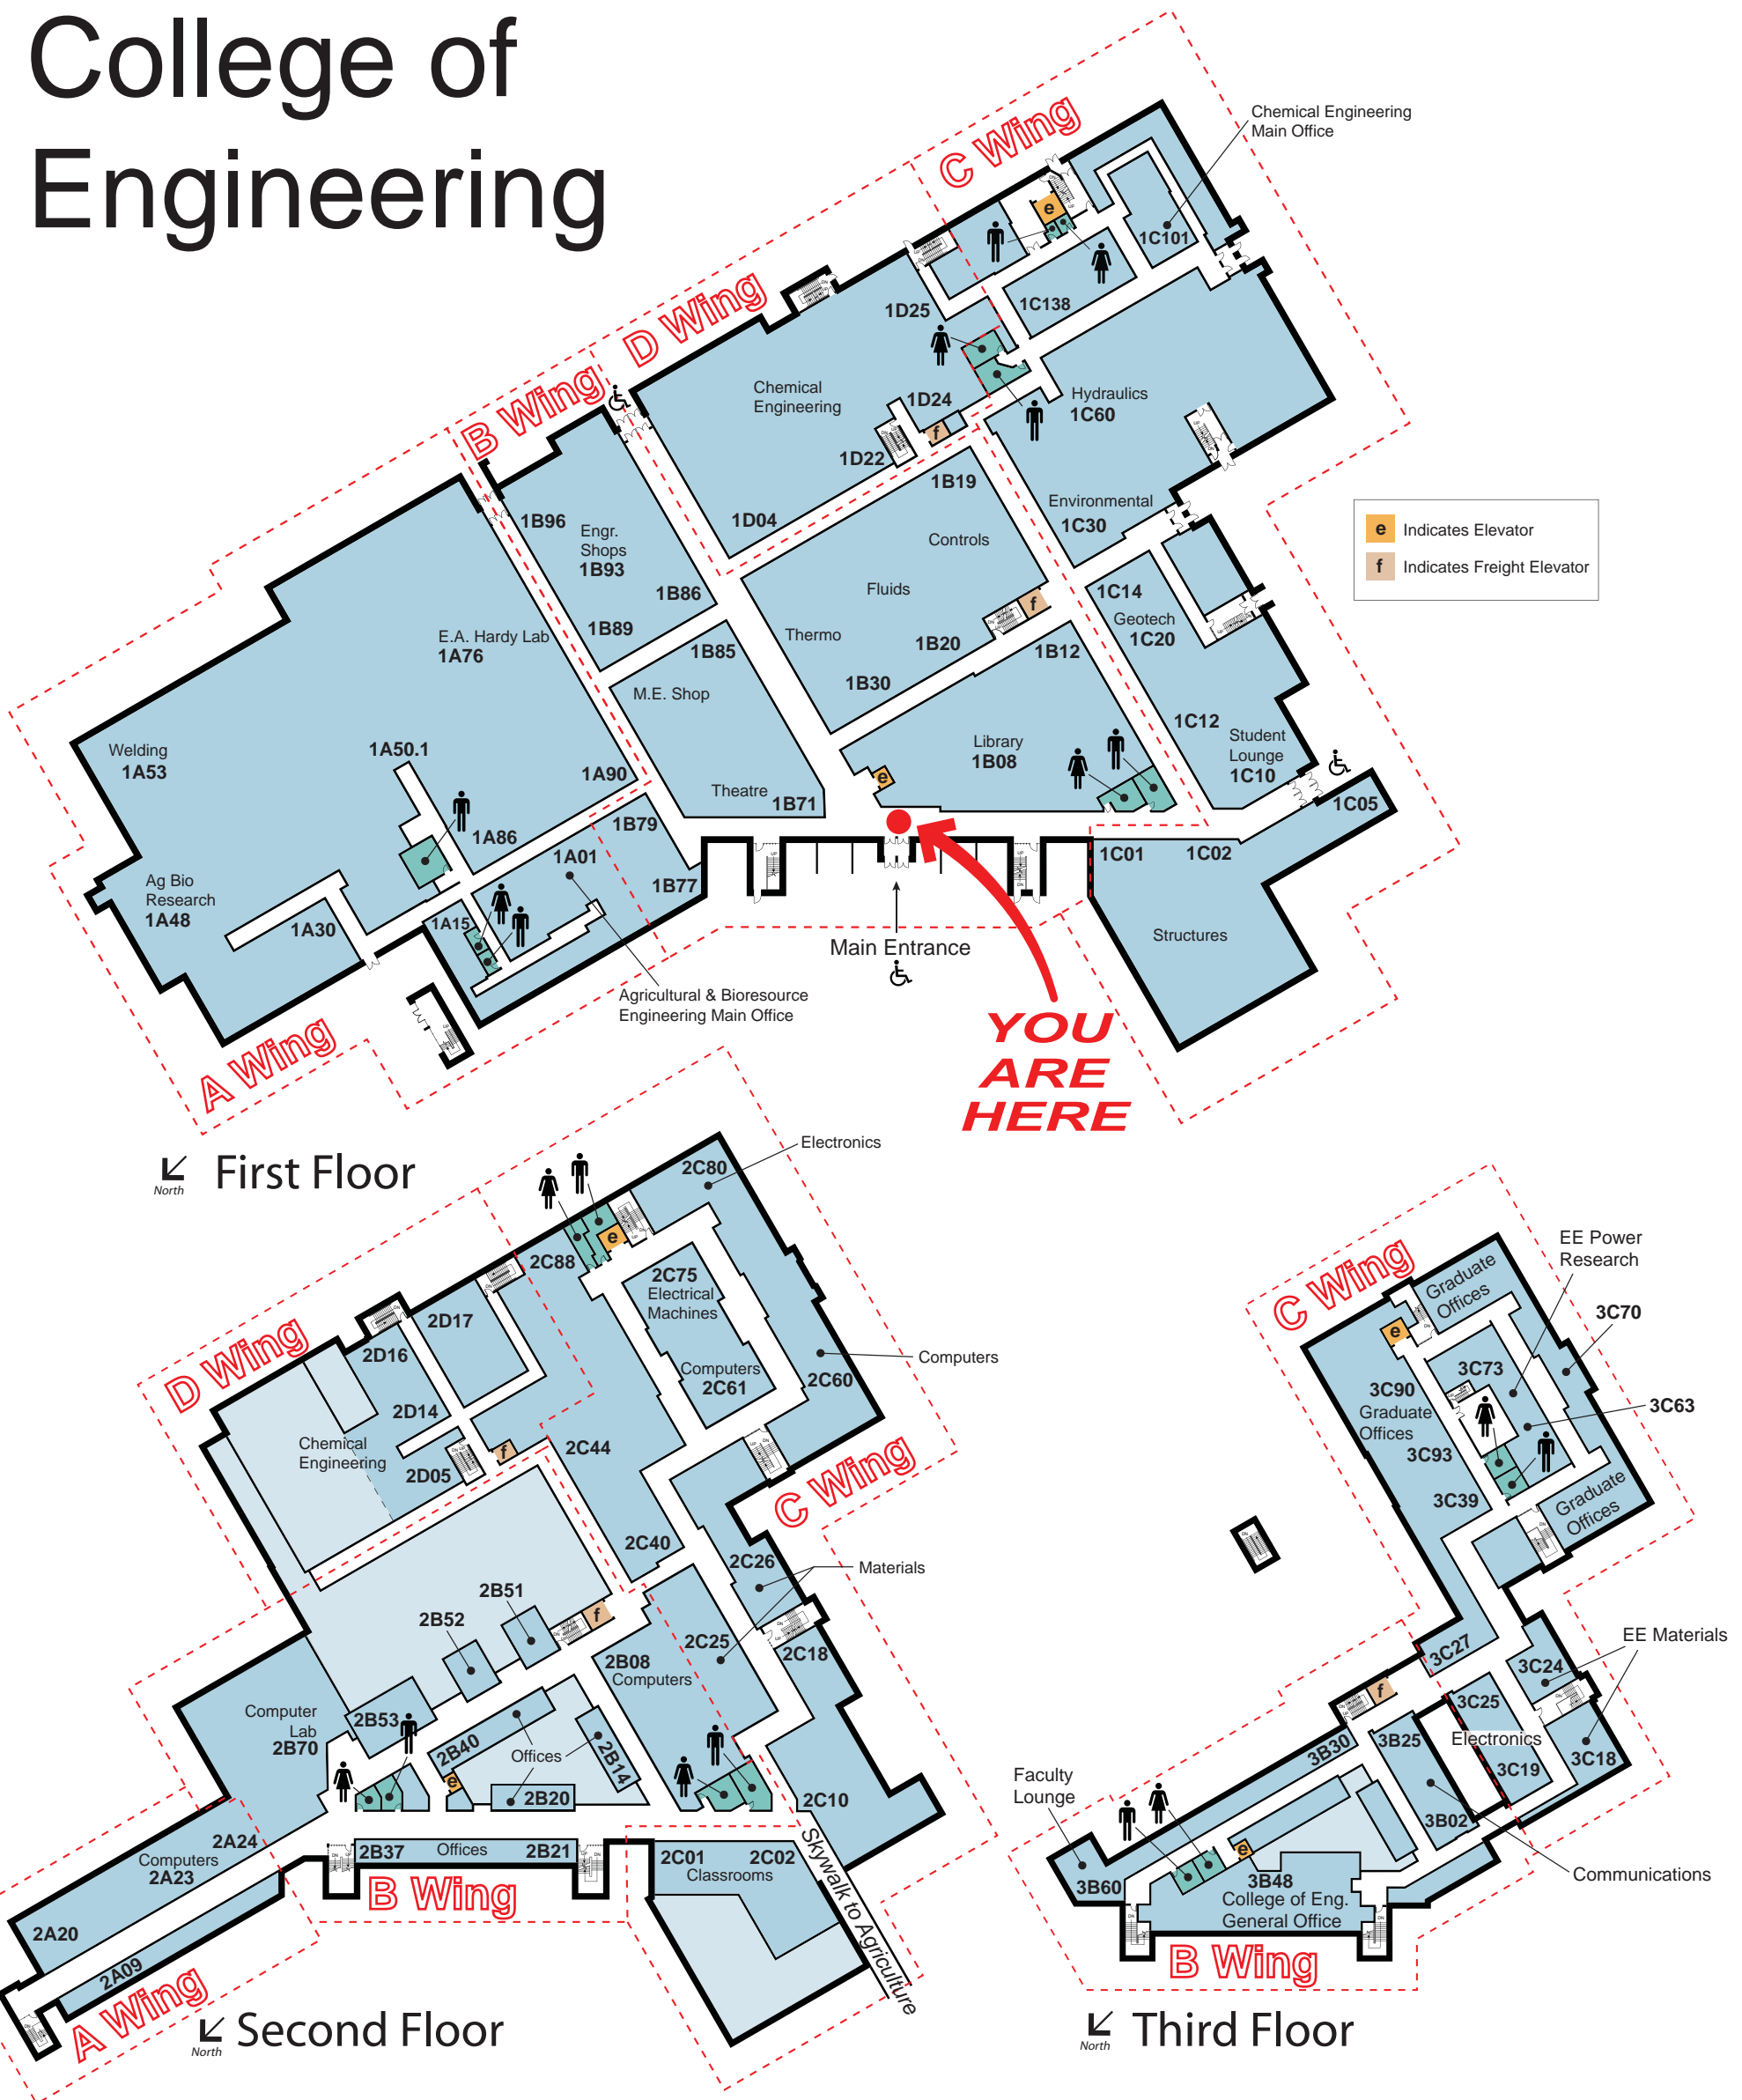 College of
Engineering
C Wing
Chemical Engineering
Main Office
e
1C101
D Wing
1D25
1C138
B Wing
Chemical
Engineering
1D24
f
Hydraulics
1C60
1D22
1B19
1B96
Engr.
Shops
1B93
1D04
Environmental
1C30
Controls
e Indicates Elevator
f Indicates Freight Elevator
1B86
Fluids
1C14
f
Geotech
1C20
1B89
E.A. Hardy Lab
1A76
Thermo
1B20
1B85
1B12
1B30
M.E. Shop
1C12
Student
Lounge
1C10
Welding
1A53
1A50.1
Library
1B08
1A90
e
Theatre
1B71
1C05
1A86
1B79
1A01
1C01
1C02
Ag Bio
Research
1A48
1B77
1A30
1A15
Structures
Main Entrance
Agricultural & Bioresource
Engineering Main Office
YOU
ARE
HERE
A Wing
North
First Floor
Electronics
2C80
e
2C88
2C75
Electrical
Machines
2D17
D Wing
2D16
Computers
Computers
2C61
2C60
2D14
Chemical
Engineering
f
2C44
2D05
C Wing
2C40
2C26
Materials
2B51
2B52
f
2C25
2C18
2B08
Computers
Computer
Lab
2B70
2B53
2B40
Offices
2B14
e
2B20
2C10
2A24
Computers
2A23
2B37
Offices
2B21
2C01
2C02
Classrooms
B Wing
Skywalk to Agriculture
2A20
2A09
A Wing
North
Second Floor
C Wing
EE Power
Research
Graduate
Offices
e
3C70
3C73
3C90
Graduate
Offices
3C63
3C93
3C39
Graduate
Offices
EE Materials
3C27
3C24
f
3C25
3B30
3B25
Electronics
3C18
3C19
Faculty
Lounge
3B02
e
Communications
3B60
3B48
College of Eng.
General Office
B Wing
North
Third Floor